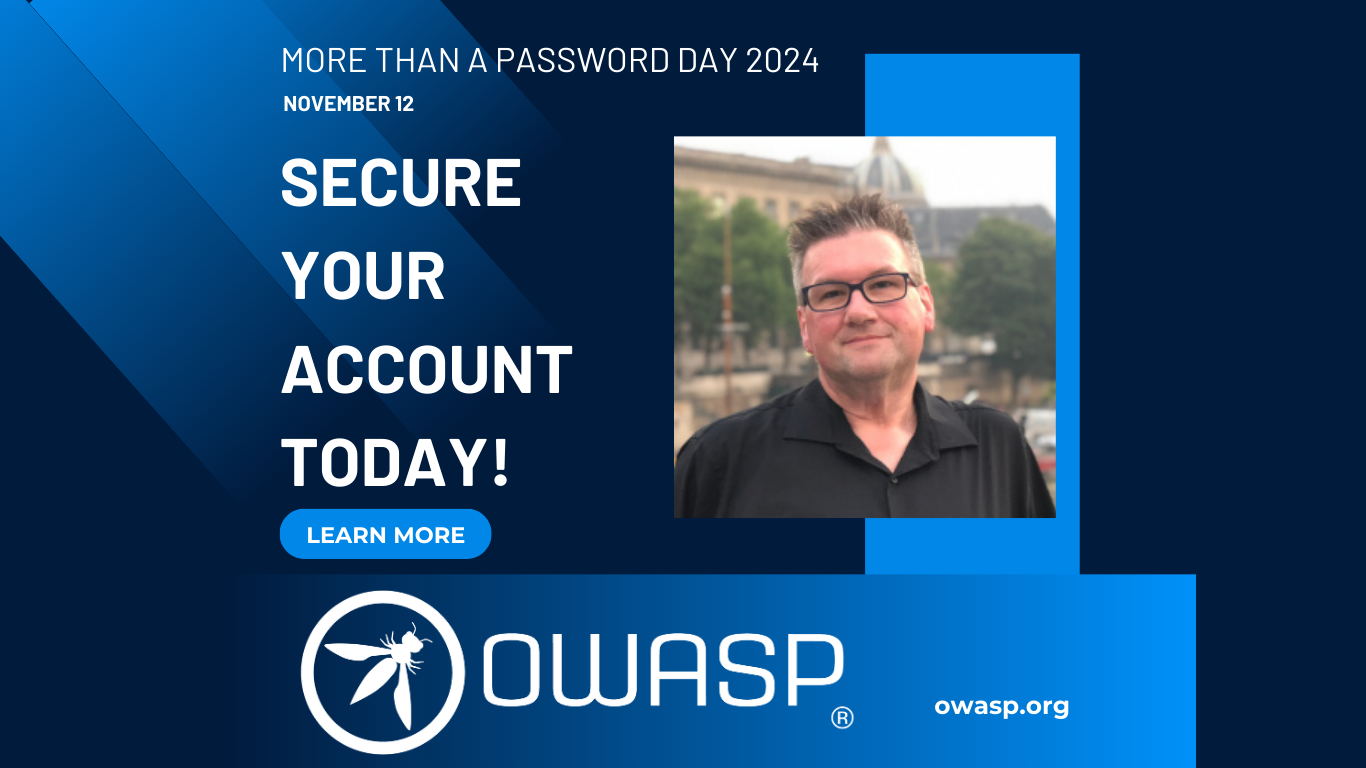 MORE THAN A PASSWORD DAY 2024
NOVEMBER 12
SECURE
YOUR
ACCOUNT
TODAY!
LEARN MORE
OWASP®
owasp.org